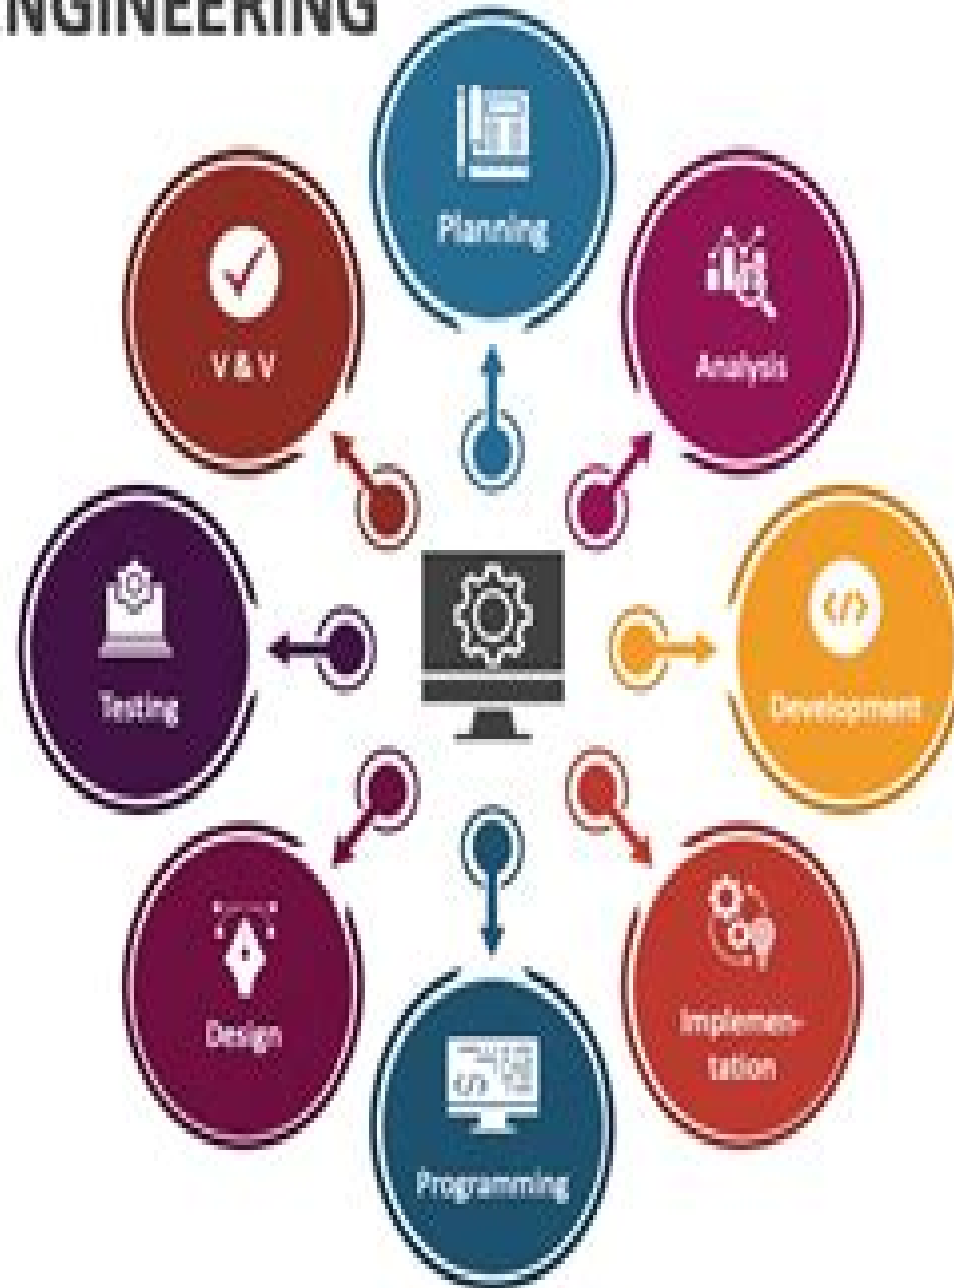 NGINEERING
Planning
V & V
Analysis
Testing
Development
Design
Implemen-
tation
Programming